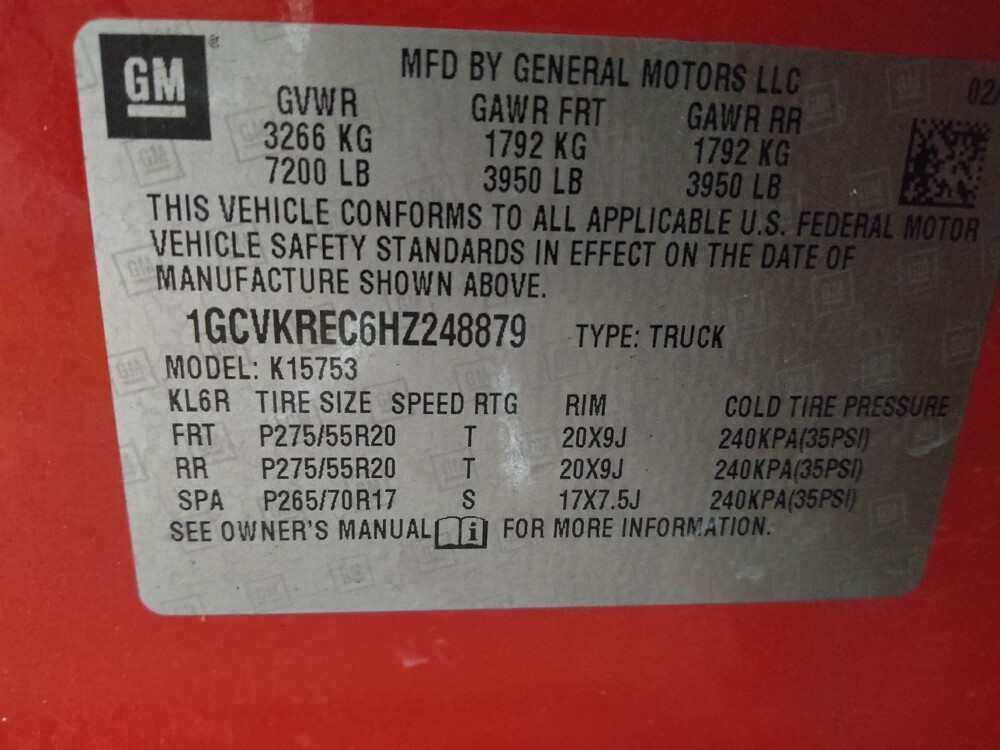 GM
MFD BY GENERAL MOTORS LLC
GVWR GAWR FRT GAWR RR
3266 KG 1792 KG 1792 KG
7200 LB 3950 LB 3950 LB
THIS VEHICLE CONFORMS TO ALL APPLICABLE U.S. FEDERAL MOTOR
VEHICLE SAFETY STANDARDS IN EFFECT ON THE DATE OF
MANUFACTURE SHOWN ABOVE.
1GCVKREC6HZ248879 TYPE: TRUCK
MODEL: K15753
KL6R TIRE SIZE SPEED RTG RIM COLD TIRE PRESSURE
FRT P275/55R20 T 20X9J 240KPA(35PSI)
RR P275/55R20 T 20X9J 240KPA(35PSI)
SPA P265/70R17 S 17X7.5J 240KPA(35PSI)
SEE OWNER'S MANUAL i FOR MORE INFORMATION.